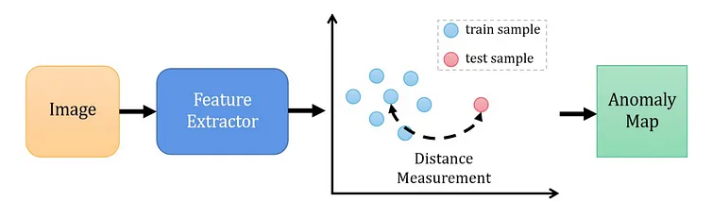 Image
Feature
Extractor
train sample
test sample
Distance
Measurement
Anomaly
Map